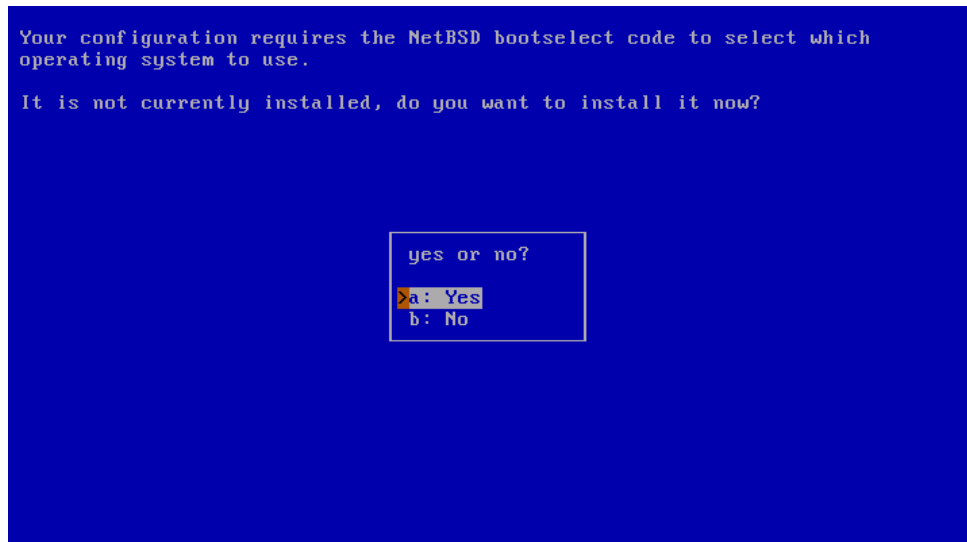 Your configuration requires the NetBSD bootselect code to select which
operating system to use.
It is not currently installed, do you want to install it now?
yes or no?
>a: Yes
b: No